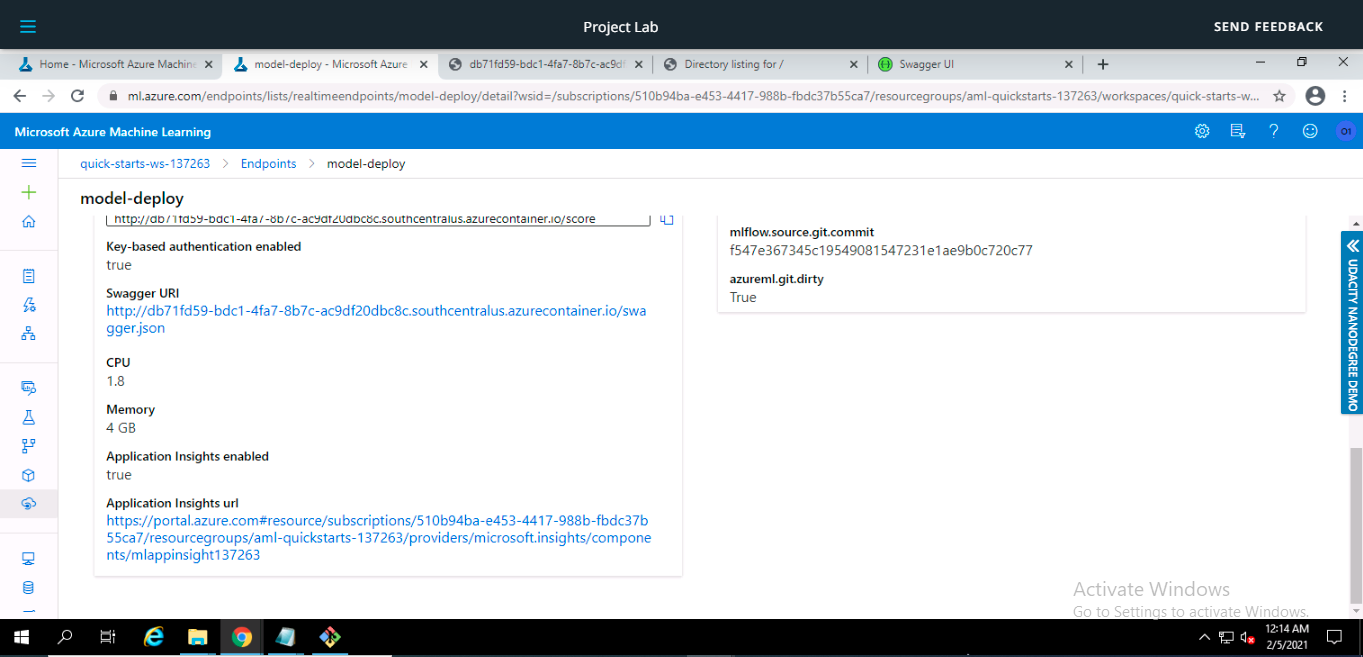 Project Lab
SEND FEEDBACK
Home - Microsoft Azure Machine
model-deploy - Microsoft Azure
db71fd59-bdc1-4fa7-8b7c-ac9df
Directory listing for /
Swagger UI
ml.azure.com/endpoints/lists/realtimeendpoints/model-deploy/detail?wsid=/subscriptions/510b94ba-e453-4417-988b-fbdc37b55ca7/resourcegroups/aml-quickstarts-137263/workspaces/quick-starts-w...
Microsoft Azure Machine Learning
01
quick-starts-ws-137263 > Endpoints > model-deploy
model-deploy
http://db71fd59-bdc1-4fa7-8b7c-ac9df20dbc8c.southcentralus.azurecontainer.io/score
Key-based authentication enabled
true
Swagger URI
http://db71fd59-bdc1-4fa7-8b7c-ac9df20dbc8c.southcentralus.azurecontainer.io/swa
gger.json
CPU
1.8
Memory
4 GB
Application Insights enabled
true
Application Insights url
https://portal.azure.com#resource/subscriptions/510b94ba-e453-4417-988b-fbdc37b
55ca7/resourcegroups/aml-quickstarts-137263/providers/microsoft.insights/compone
nts/mlappinsight137263
mlflow.source.git.commit
f547e367345c19549081547231e1ae9b0c720c77
azureml.git.dirty
True
UDACITY NANODEGREE DEMO
Activate Windows
Go to Settings to activate Windows.
12:14 AM
2/5/2021